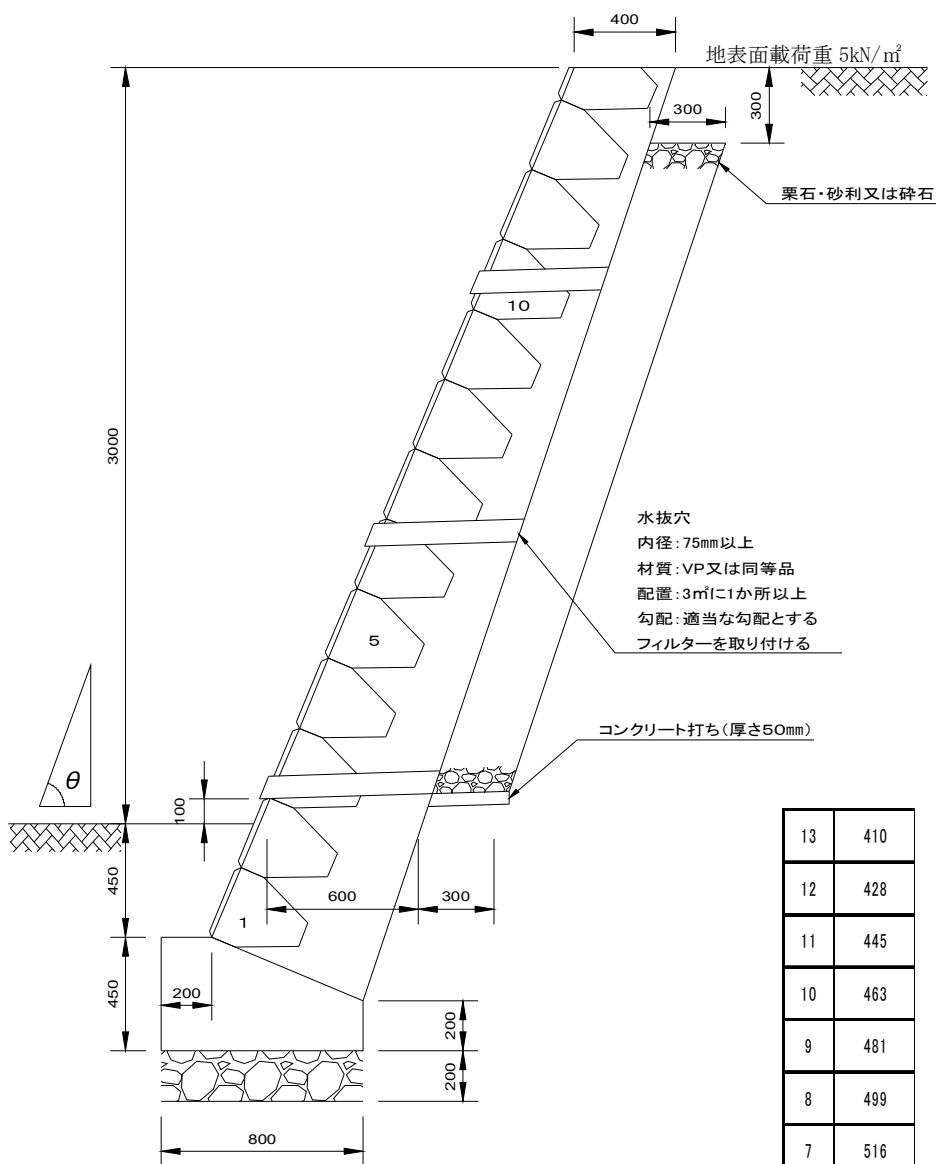 400
地表面載荷重 5kN/㎡
300
300
栗石・砂利又は砕石
10
3000
水抜穴
内径:75mm以上
材質:VP又は同等品
配置:3㎡に1か所以上
勾配:適当な勾配とする
フィルターを取り付ける
5
コンクリート打ち(厚さ50mm)
θ
100
450
600
300
1
450
200
200
200
800
13 410
12 428
11 445
10 463
9 481
8 499
7 516